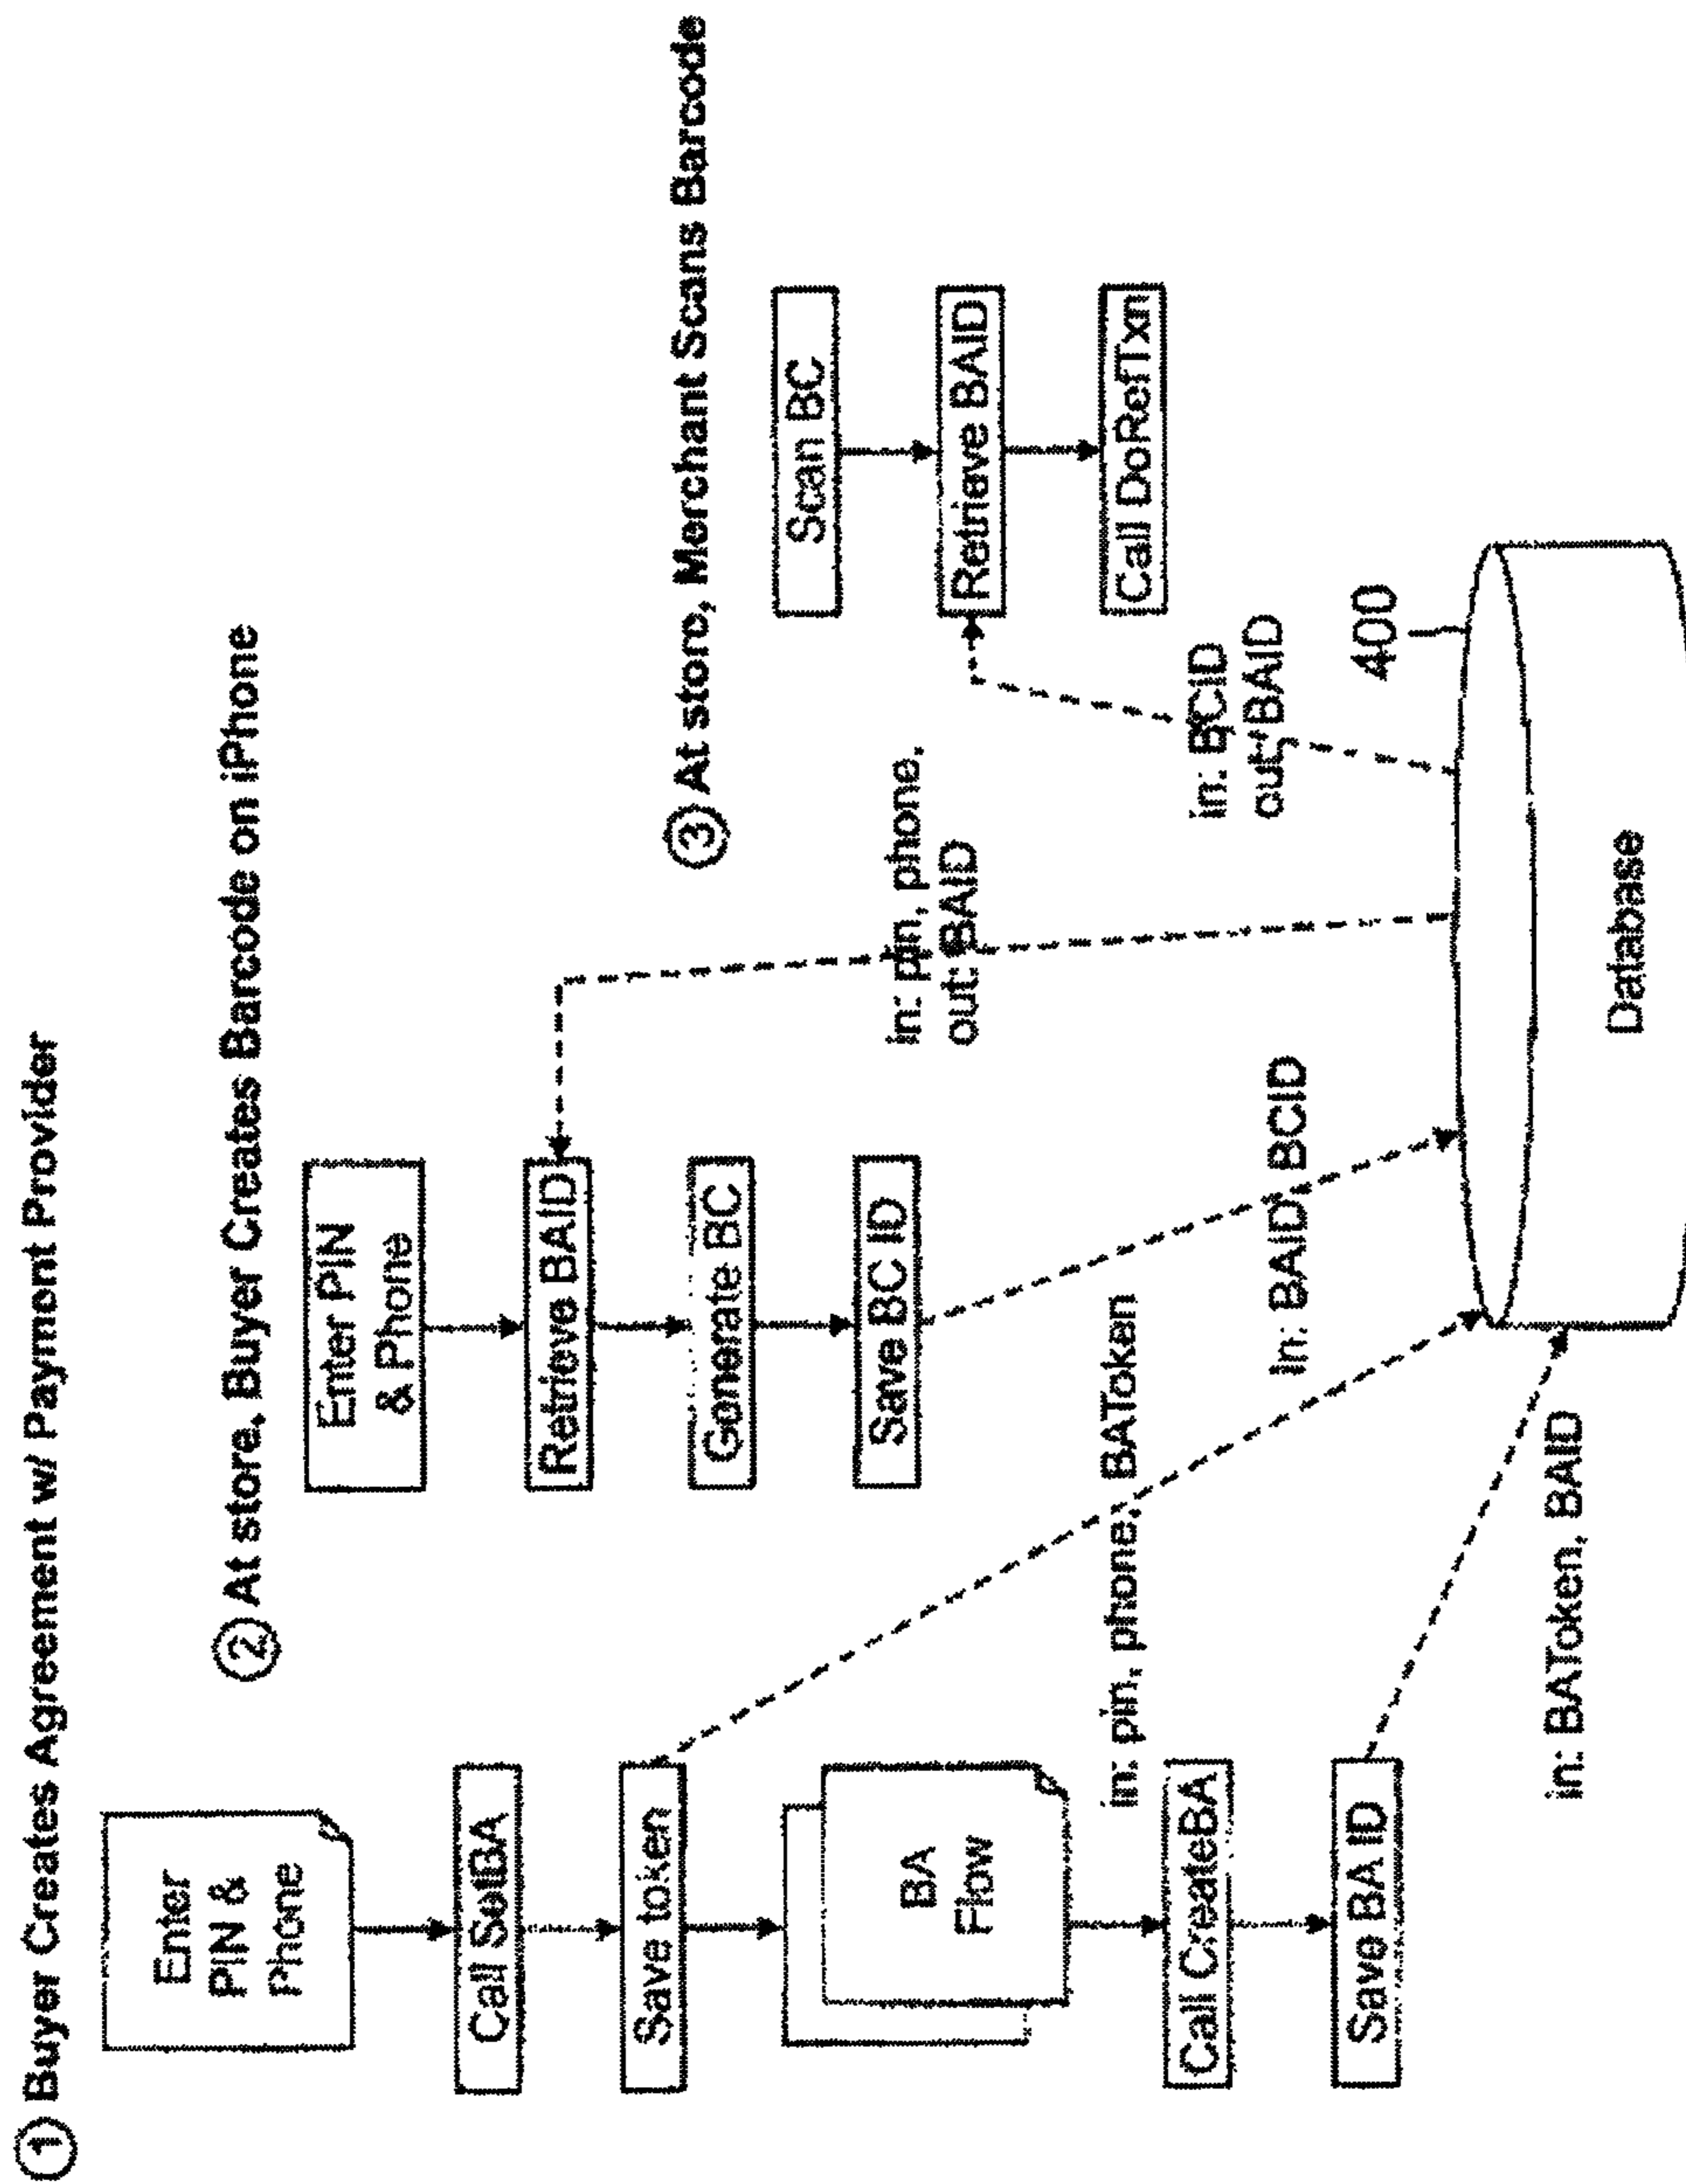 ① Buyer Creates Agreement w/ Payment Provider
Enter
PIN &
Phone
Call SetBA
Save token
BA
Flow
Call CreateBA
Save BA ID
in: pin, phone, BAToken
in: BAToken, BAID
② At store, Buyer Creates Barcode on iPhone
Enter PIN
& Phone
Retrieve BAID
Generate BC
Save BC ID
in: BAID, BCID
in: pin, phone,
out: BAID
③ At store, Merchant Scans Barcode
Scan BC
Retrieve BAID
Call DoRefTxn
in: BCID
out: BAID
400
Database